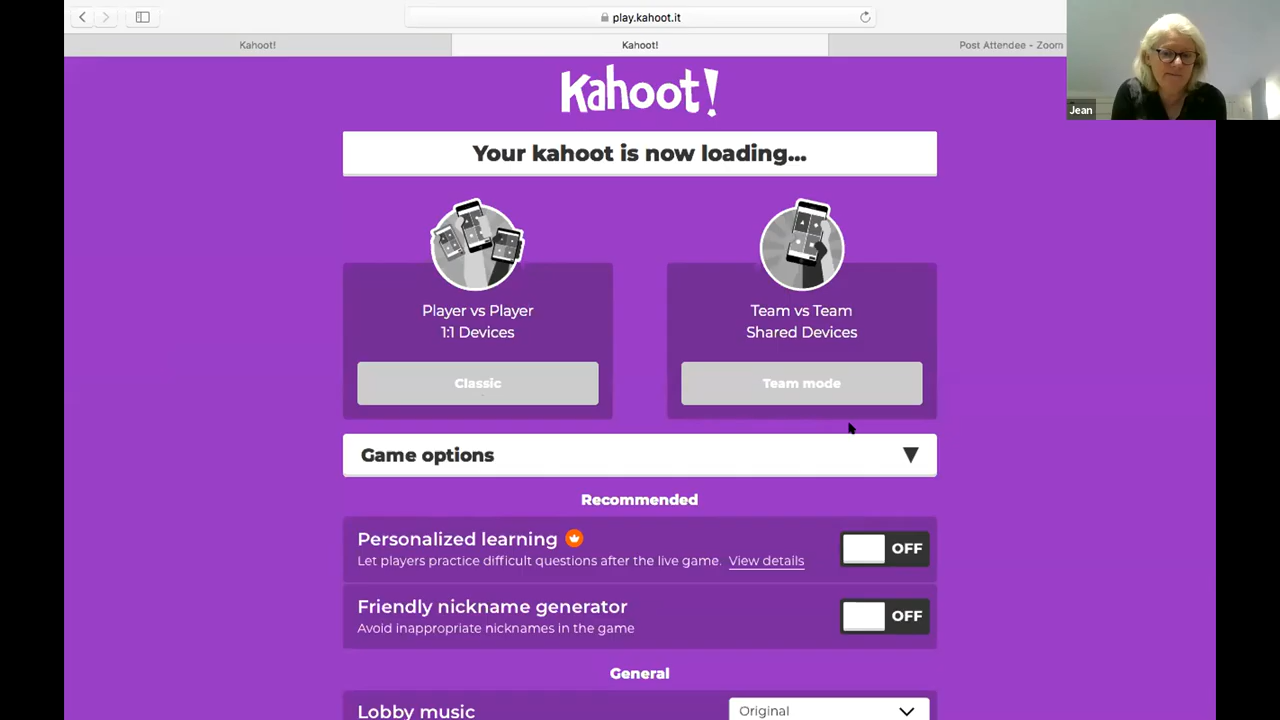 play.kahoot.it
Kahoot!
Kahoot!
Post Attendee - Zoom
Jean
Kahoot!
Your kahoot is now loading...
Player vs Player
1:1 Devices
Classic
Team vs Team
Shared Devices
Team mode
Game options
Recommended
Personalized learning
Let players practice difficult questions after the live game. View details
OFF
Friendly nickname generator
Avoid inappropriate nicknames in the game
OFF
General
Lobby music
Original